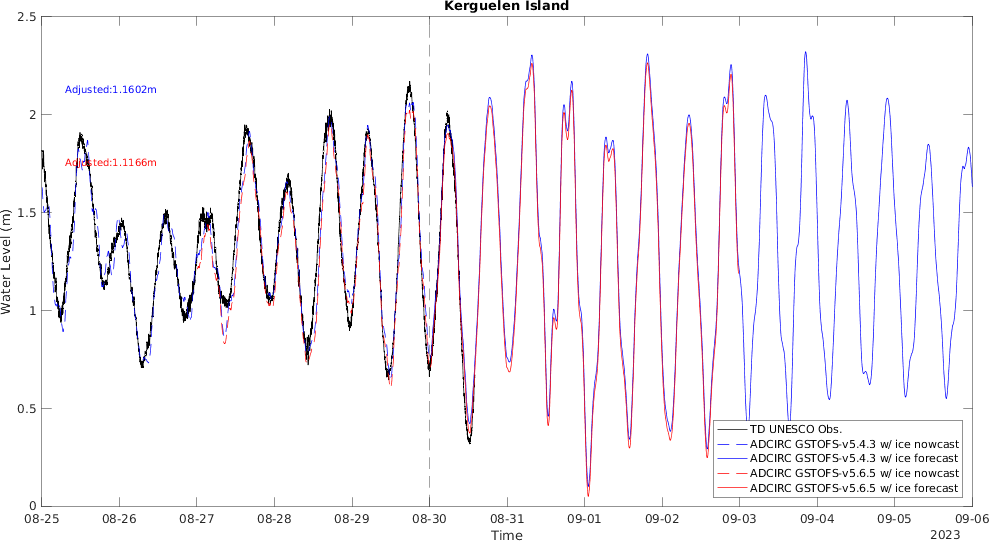 Kerguelen Island
2.5
2
1.5
1
0.5
0
Water Level (m)
Adjusted:1.1602m
Adjusted:1.1166m
TD UNESCO Obs.
ADCIRC GSTOFS-v5.4.3 w/ ice nowcast
ADCIRC GSTOFS-v5.4.3 w/ ice forecast
ADCIRC GSTOFS-v5.6.5 w/ ice nowcast
ADCIRC GSTOFS-v5.6.5 w/ ice forecast
08-25 08-26 08-27 08-28 08-29 08-30 08-31 09-01 09-02 09-03 09-04 09-05 09-06
Time
2023